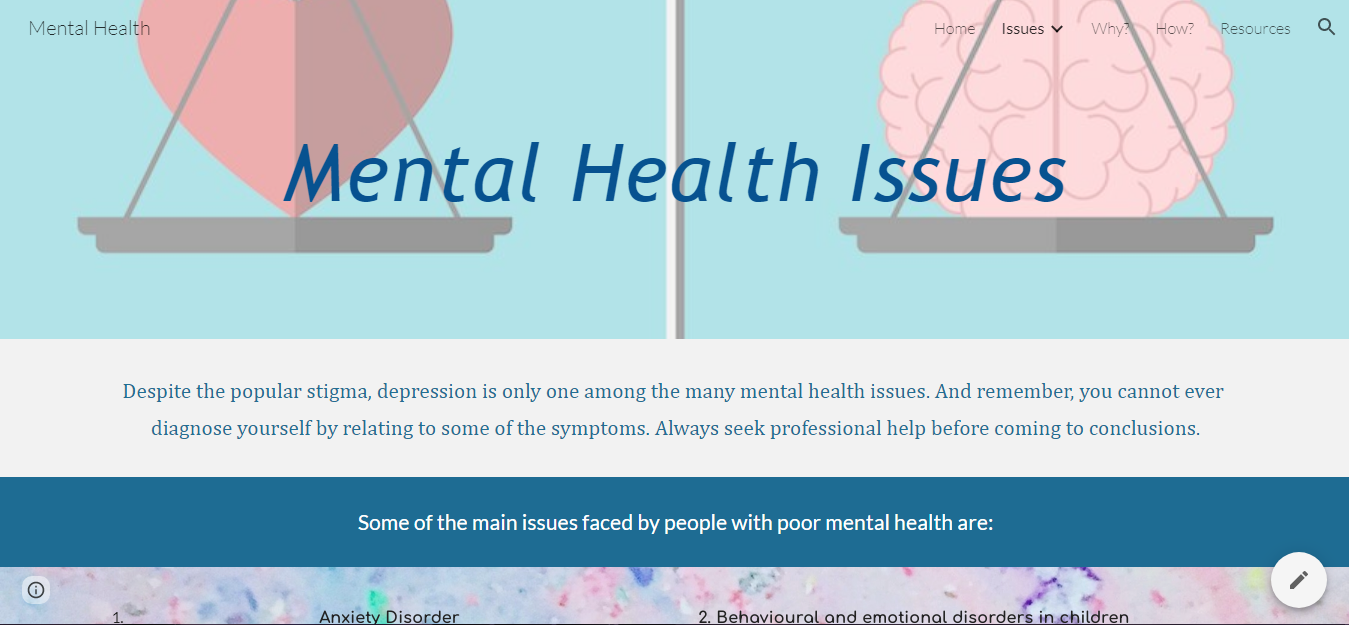 Mental Health
Home Issues Why? How? Resources
Mental Health Issues
Despite the popular stigma, depression is only one among the many mental health issues. And remember, you cannot ever
diagnose yourself by relating to some of the symptoms. Always seek professional help before coming to conclusions.
Some of the main issues faced by people with poor mental health are:
1. Anxiety Disorder
2. Behavioural and emotional disorders in children